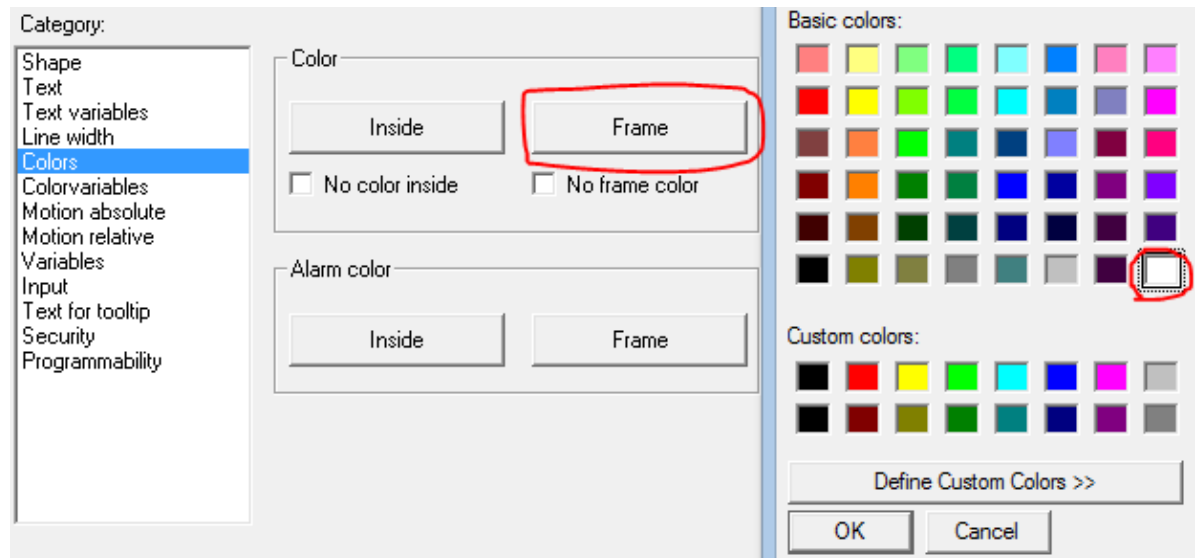 Category:
Shape
Text
Text variables
Line width
Colors
Colorvariables
Motion absolute
Motion relative
Variables
Input
Text for tooltip
Security
Programmability
Color
Inside
Frame
No color inside
No frame color
Alarm color
Inside
Frame
Basic colors:
Custom colors:
Define Custom Colors >>
OK
Cancel